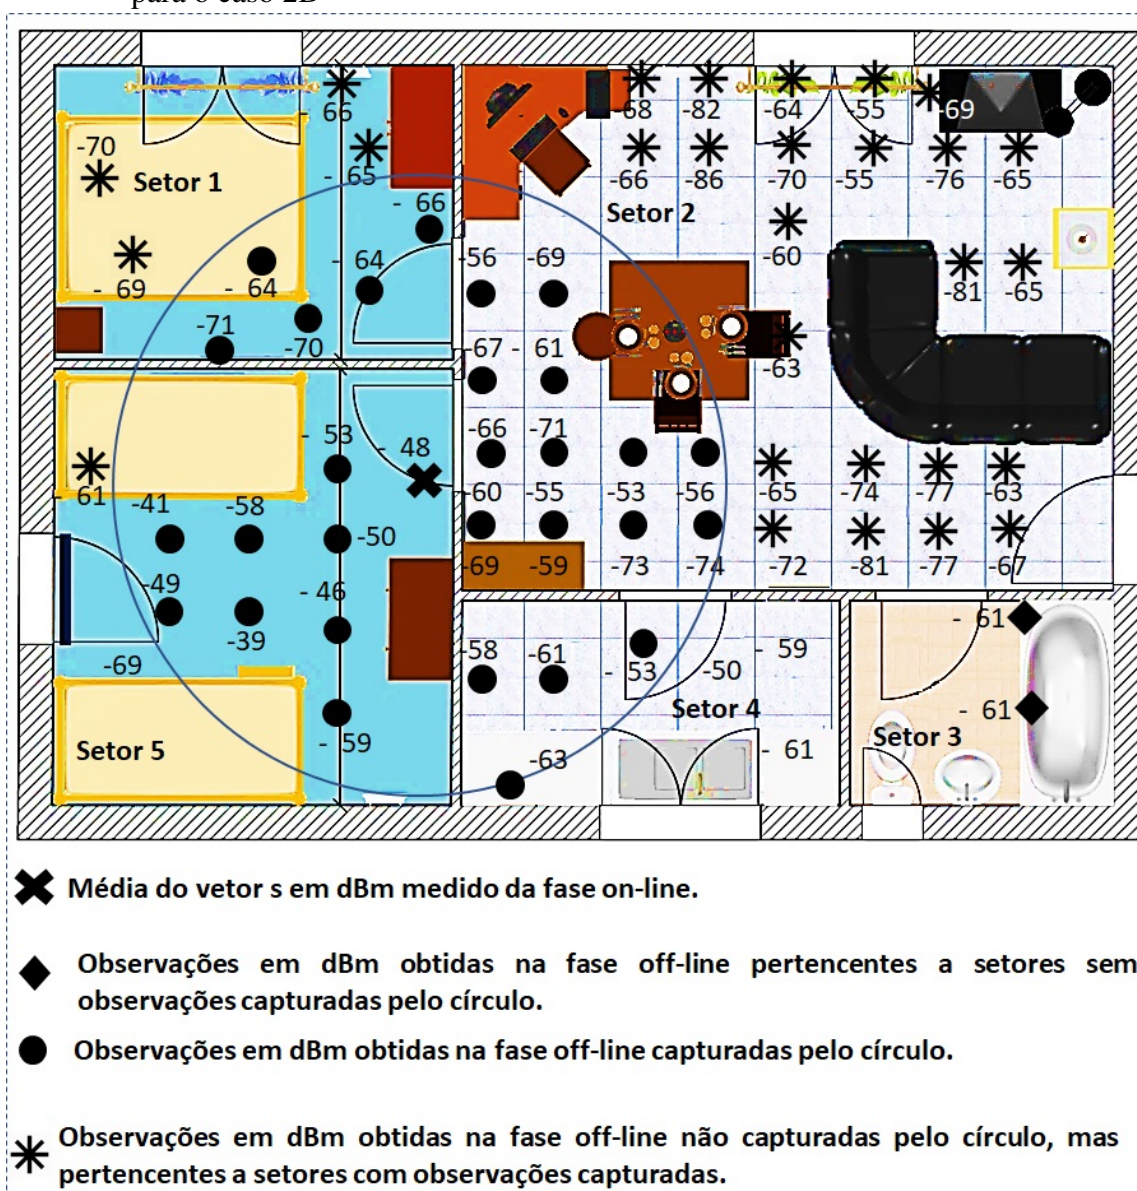 para o caso 2D
- 66
-68 -82 -64 -55 -69
-70
Setor 1
- 65
-66 -86 -70 -55 -76 -65
- 66
Setor 2
- 69 - 64
- 64
-56 -69
-60
-81 -65
-71
-70
-67 - 61
-63
- 53
- 48
-66 -71
61
-41 -58
-60 -55 -53 -56 -65 -74 -77 -63
-50
-49
- 46
-69 -59 -73 -74 -72 -81 -77 -67
-39
-69
-58 -61
- 53 -50
- 59
- 61
Setor 4
- 61
Setor 5
- 59
-63
- 61
Setor 3
Média do vetor s em dBm medido da fase on-line.
Observações em dBm obtidas na fase off-line pertencentes a setores sem
observações capturadas pelo círculo.
Observações em dBm obtidas na fase off-line capturadas pelo círculo.
Observações em dBm obtidas na fase off-line não capturadas pelo círculo, mas
pertencentes a setores com observações capturadas.